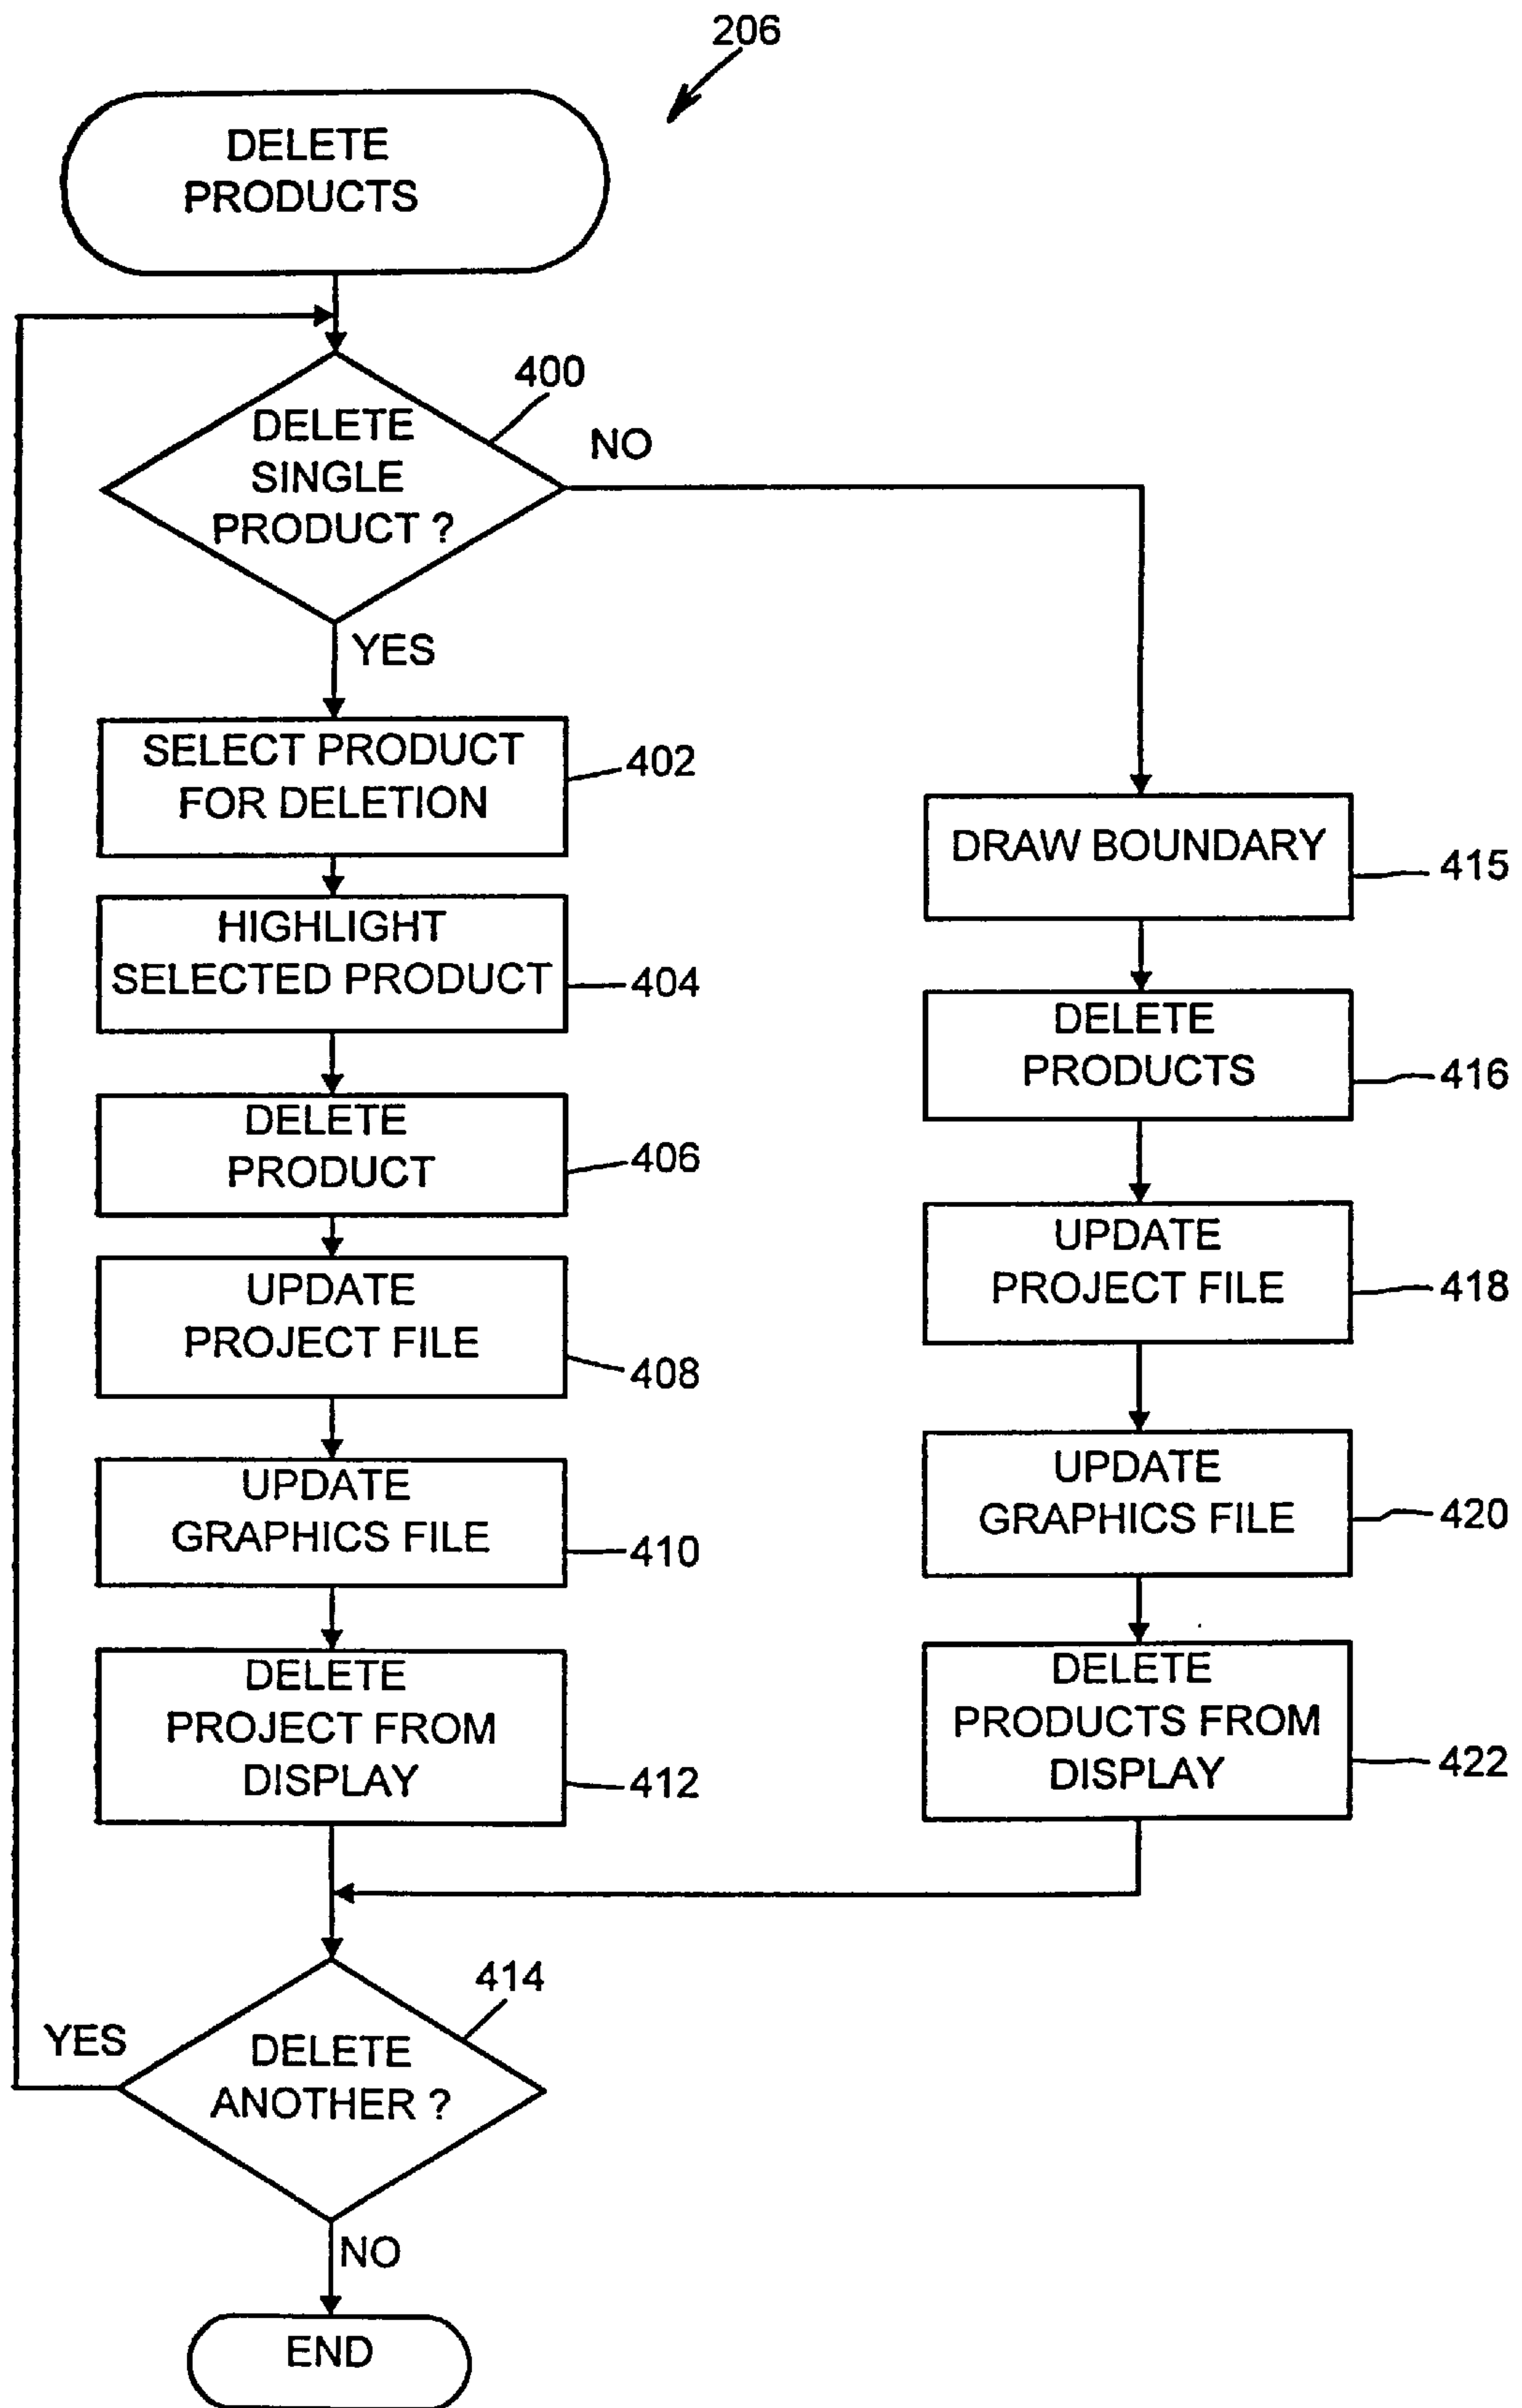 206
DELETE
PRODUCTS
400
DELETE
SINGLE
PRODUCT ?
NO
YES
SELECT PRODUCT
FOR DELETION
402
HIGHLIGHT
SELECTED PRODUCT
404
DELETE
PRODUCT
406
UPDATE
PROJECT FILE
408
UPDATE
GRAPHICS FILE
410
DELETE
PROJECT FROM
DISPLAY
412
DRAW BOUNDARY
415
DELETE
PRODUCTS
416
UPDATE
PROJECT FILE
418
UPDATE
GRAPHICS FILE
420
DELETE
PRODUCTS FROM
DISPLAY
422
414
YES
DELETE
ANOTHER ?
NO
END